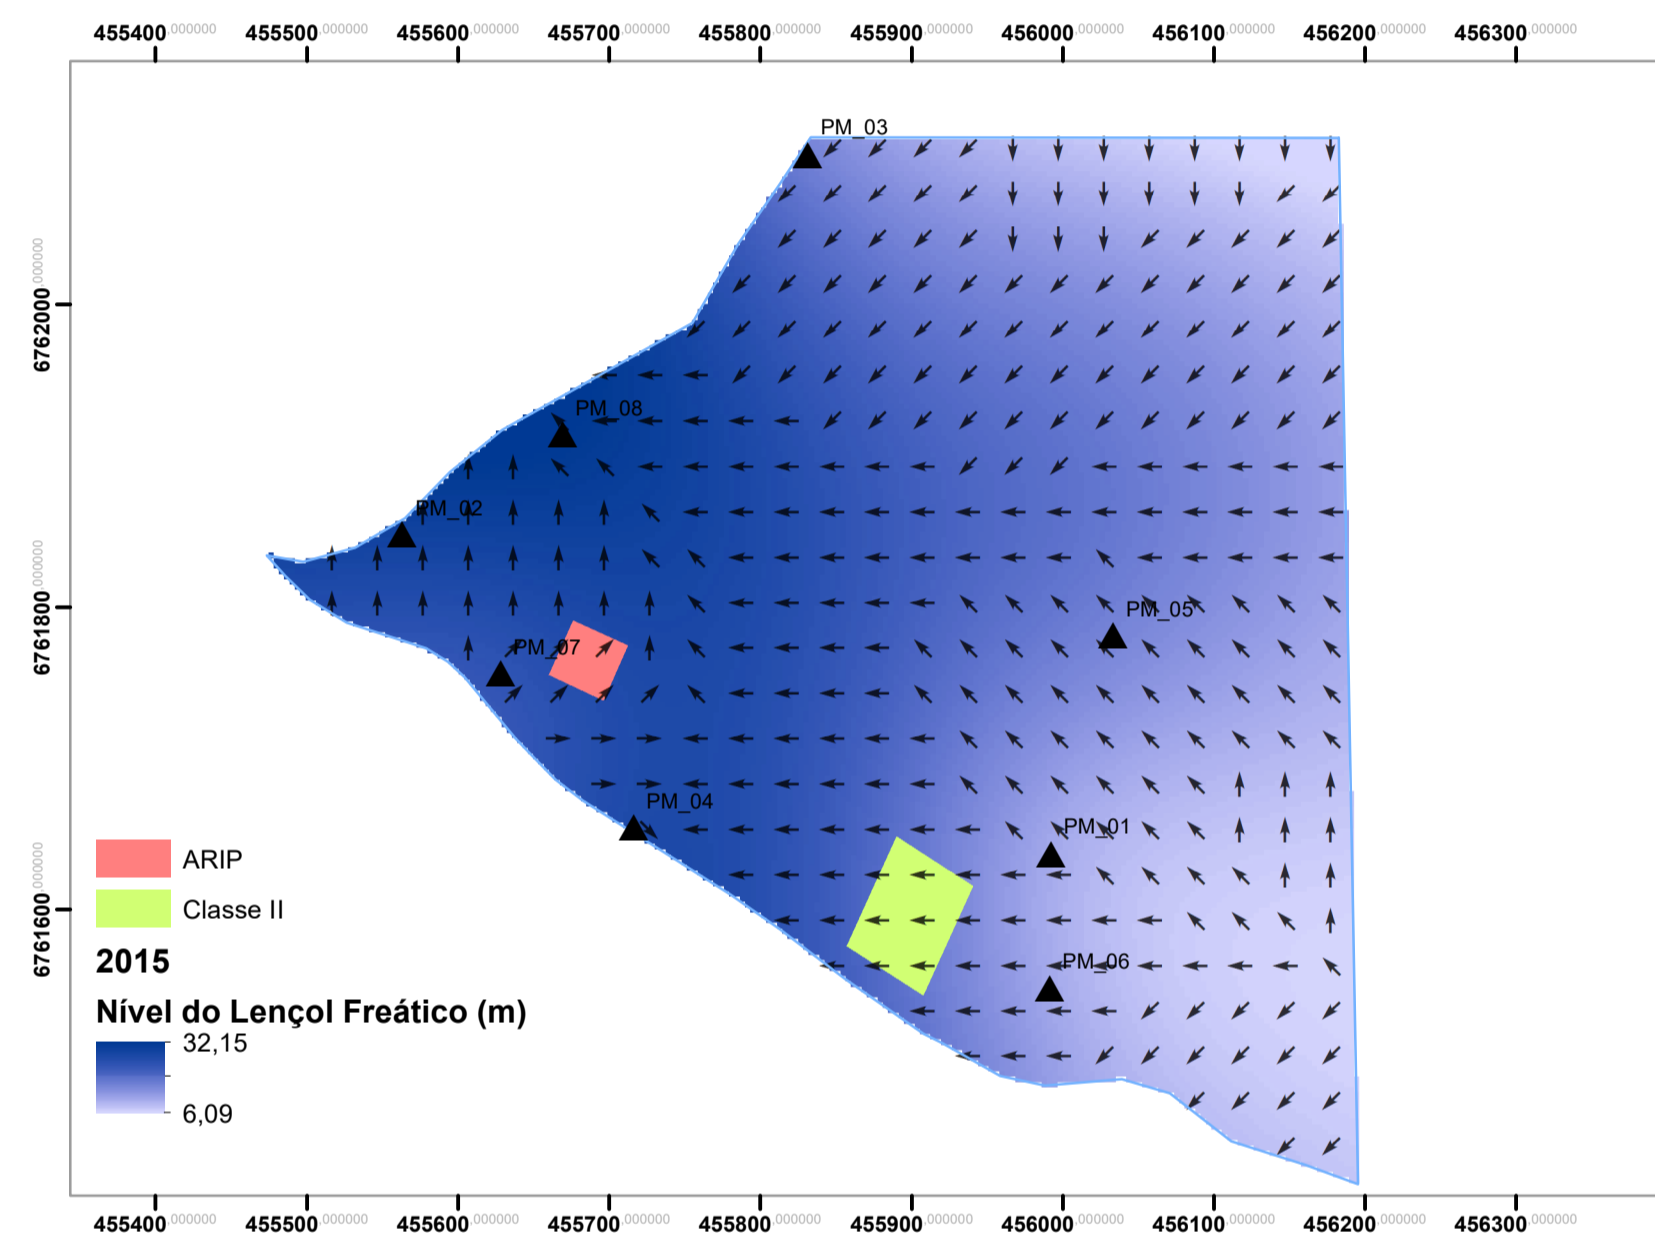 455400,000000 455500,000000 455600,000000 455700,000000 455800,000000 455900,000000 456000,000000 456100,000000 456200,000000 456300,000000
PM_03
6762000,000000
PM_08
PM_02
6761800,000000
PM_05
PM_07
PM_04
PM_01
6761600,000000
PM_06
ARIP
Classe II
2015
Nível do Lençol Freático (m)
32,15
6,09
455400,000000 455500,000000 455600,000000 455700,000000 455800,000000 455900,000000 456000,000000 456100,000000 456200,000000 456300,000000